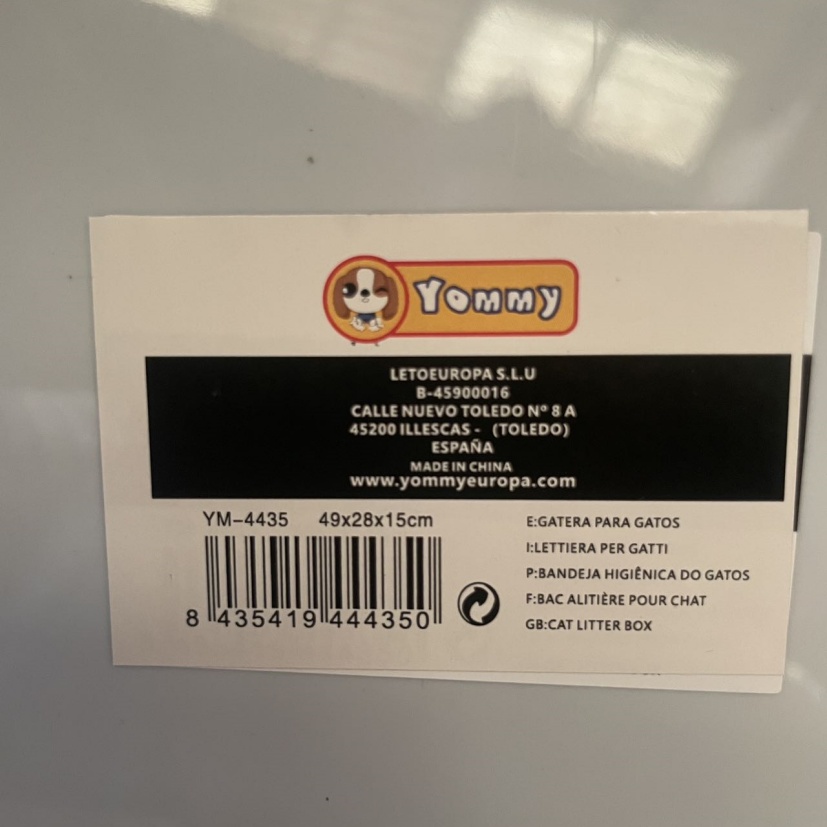 Yommy
LETOEUROPA S.L.U
B-45900016
CALLE NUEVO TOLEDO Nº 8 A
45200 ILLESCAS - (TOLEDO)
ESPAÑA
MADE IN CHINA
www.yommyeuropa.com
YM-4435 49x28x15cm
8 435419 444350
E:GATERA PARA GATOS
I:LETTIERA PER GATTI
P:BANDEJA HIGIÊNICA DO GATOS
F:BAC ALITIÈRE POUR CHAT
GB:CAT LITTER BOX